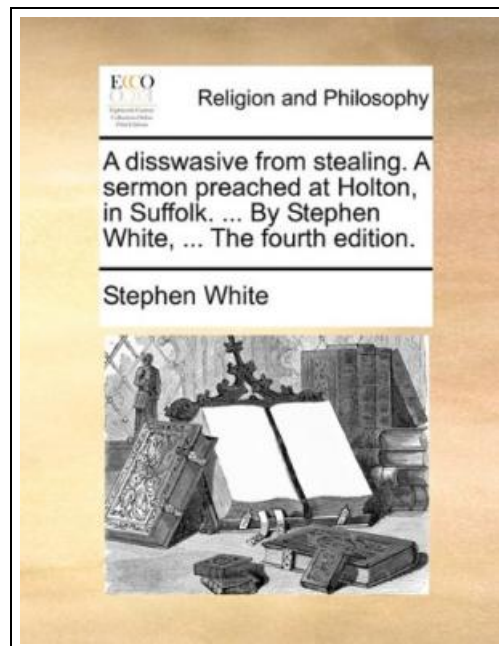 ECCO
Religion and Philosophy
A disswasive from stealing. A
sermon preached at Holton,
in Suffolk. ... By Stephen
White, ... The fourth edition.
Stephen White